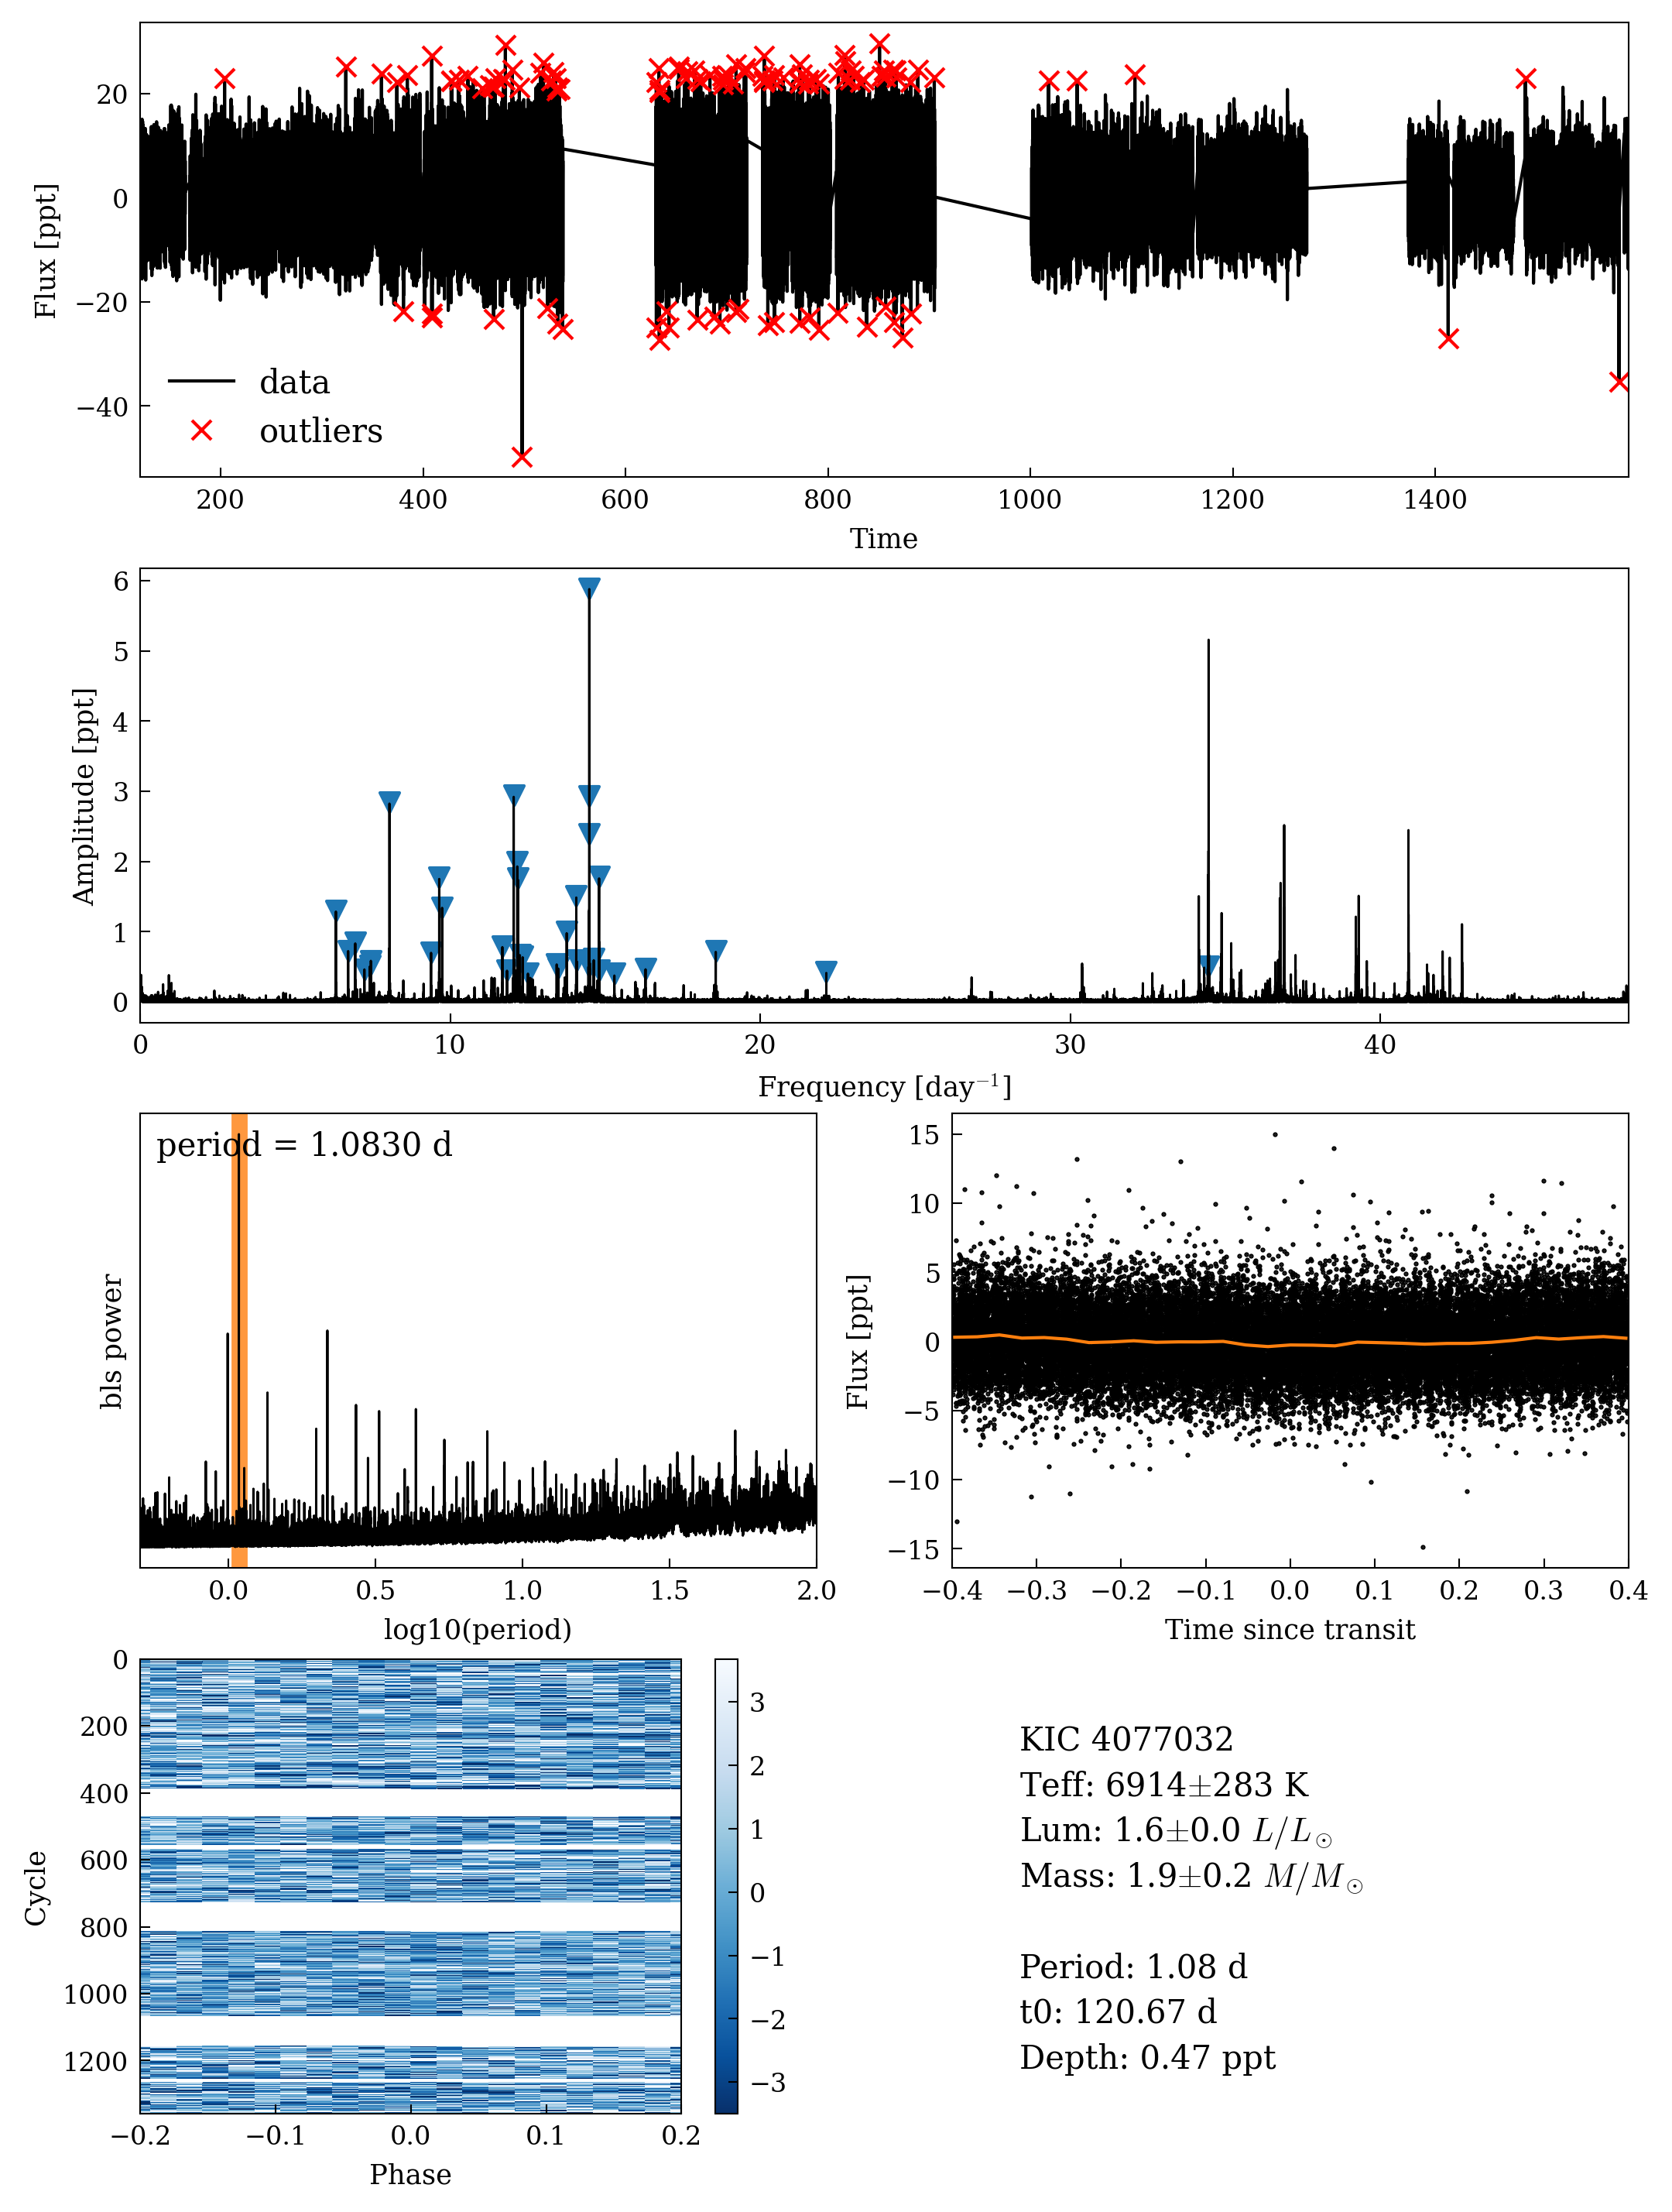 20
0
−20
−40
Flux [ppt]
data
outliers
200 400 600 800 1000 1200 1400
Time
6
5
4
3
2
1
0
Amplitude [ppt]
0 10 20 30 40
Frequency [day⁻¹]
period = 1.0830 d
bls power
0.0 0.5 1.0 1.5 2.0
log10(period)
15
10
5
0
−5
−10
−15
Flux [ppt]
−0.4 −0.3 −0.2 −0.1 0.0 0.1 0.2 0.3 0.4
Time since transit
0
200
400
600
800
1000
1200
Cycle
−0.2 −0.1 0.0 0.1 0.2
Phase
3
2
1
0
−1
−2
−3
KIC 4077032
Teff: 6914±283 K
Lum: 1.6±0.0 L/L⊙
Mass: 1.9±0.2 M/M⊙
Period: 1.08 d
t0: 120.67 d
Depth: 0.47 ppt